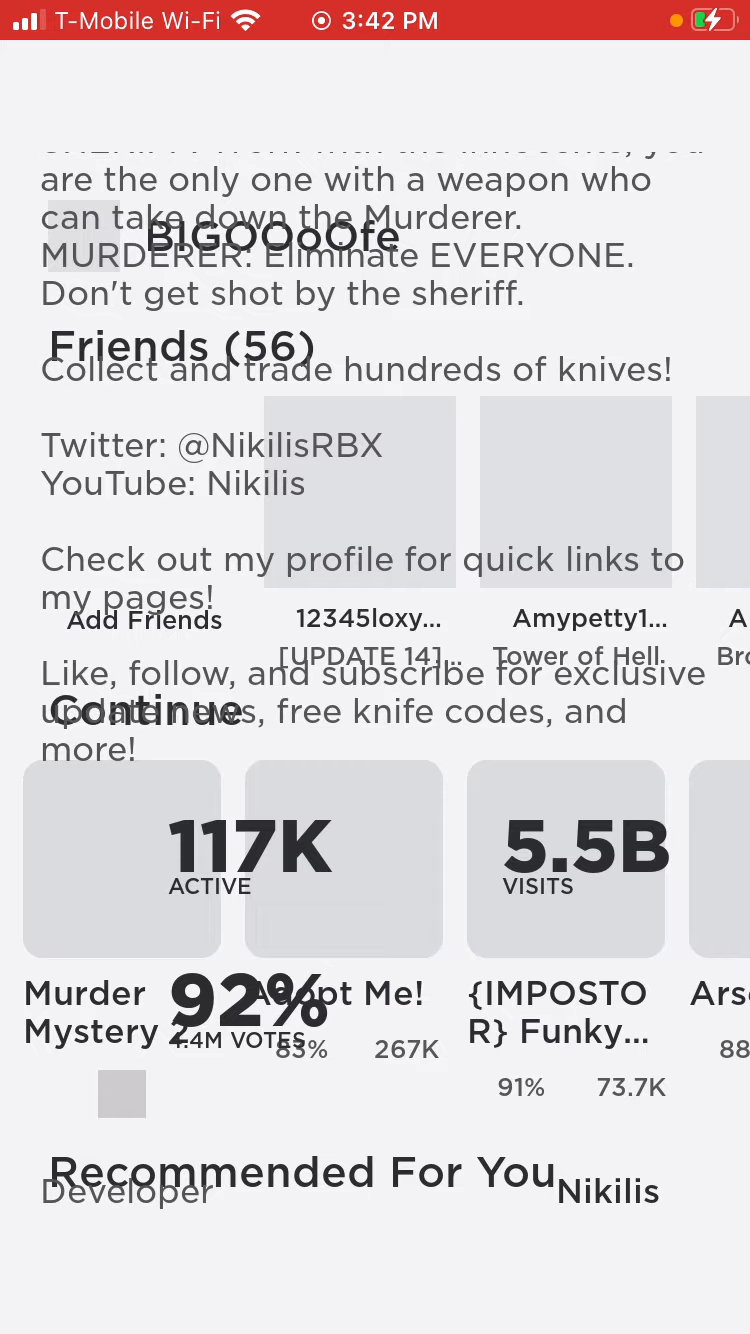 T-Mobile Wi-Fi 3:42 PM
are the only one with a weapon who
can take down the Murderer.
BIGOOoOfe
MURDERER: Eliminate EVERYONE.
Don't get shot by the sheriff.
Friends (56)
Collect and trade hundreds of knives!
Twitter: @NikilisRBX
YouTube: Nikilis
Check out my profile for quick links to
my pages!
Add Friends 12345loxy... Amypetty1... A
[UPDATE 14]... Tower of Hell. Bro
Like, follow, and subscribe for exclusive
update news, free knife codes, and
Continue
more!
117K 5.5B
ACTIVE VISITS
92%
1.4M VOTES
Murder Adopt Me! {IMPOSTO Arse
Mystery 2 R} Funky...
83% 267K 88
91% 73.7K
Recommended For You
Developer Nikilis